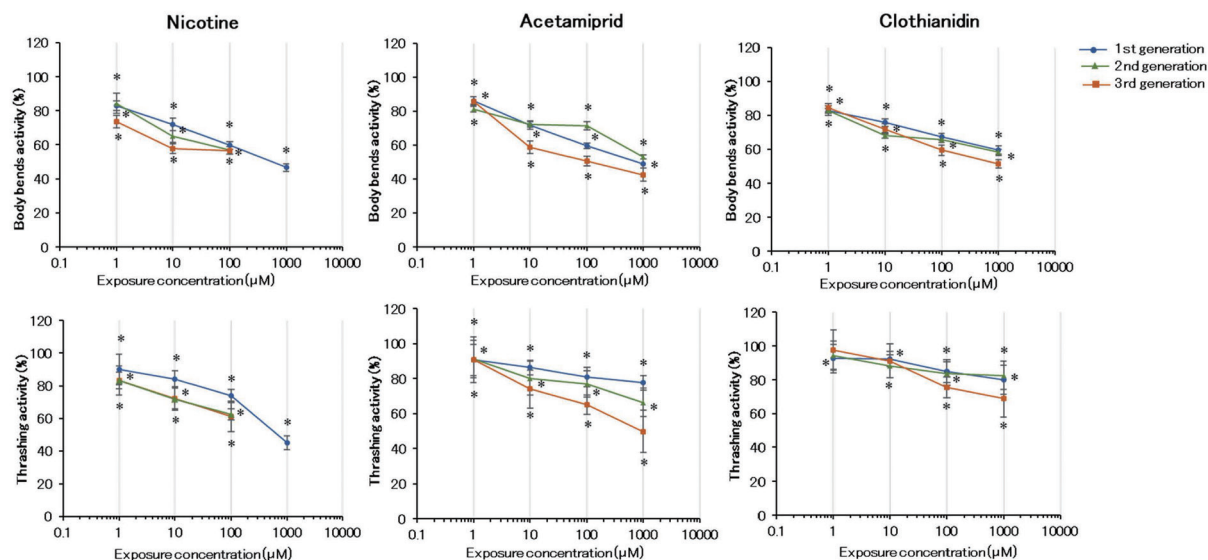 Nicotine
Acetamiprid
Clothianidin
1st generation
2nd generation
3rd generation
Body bends activity (%)
120
100
80
60
40
20
0
0.1 1 10 100 1000 10000
Exposure concentration (μM)
Body bends activity (%)
120
100
80
60
40
20
0
0.1 1 10 100 1000 10000
Exposure concentration (μM)
Body bends activity (%)
120
100
80
60
40
20
0
0.1 1 10 100 1000 10000
Exposure concentration (μM)
Thrashing activity (%)
120
100
80
60
40
20
0
0.1 1 10 100 1000 10000
Exposure concentration (μM)
Thrashing activity (%)
120
100
80
60
40
20
0
0.1 1 10 100 1000 10000
Exposure concentration (μM)
Thrashing activity (%)
120
100
80
60
40
20
0
0.1 1 10 100 1000 10000
Exposure concentration (μM)